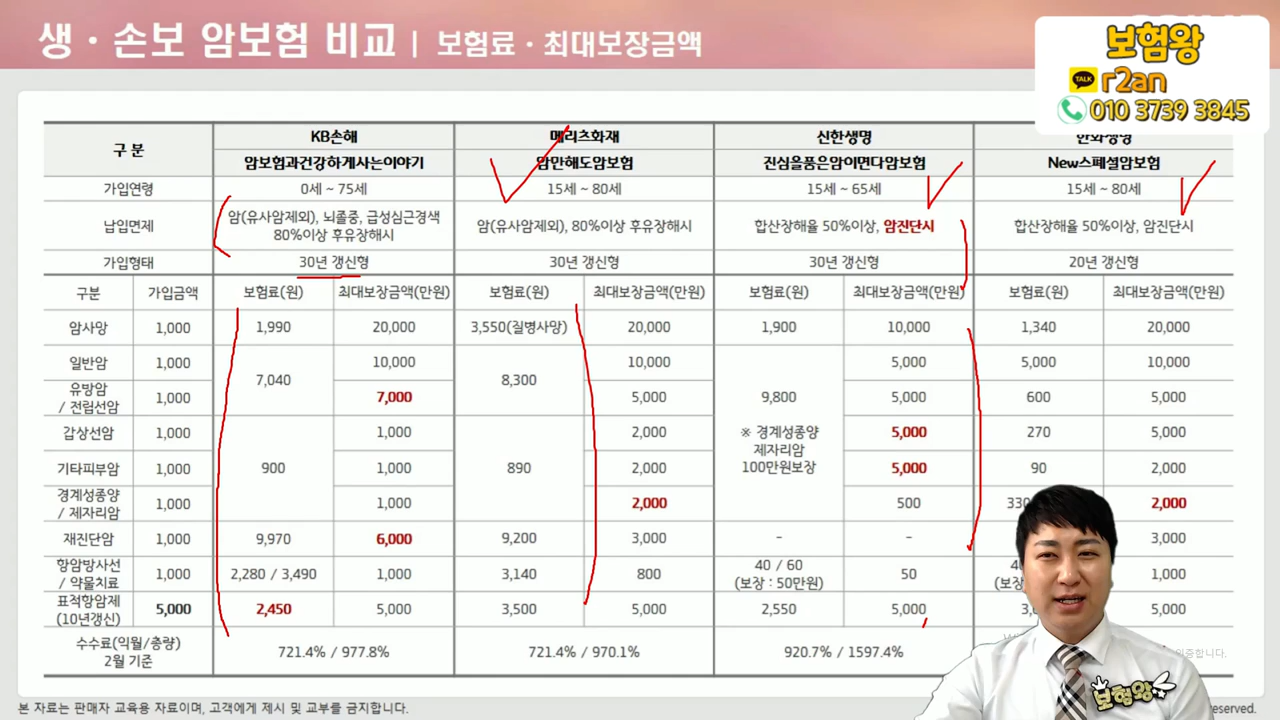 생 · 손보 암보험 비교 | 보험료 · 최대보장금액
보험왕
TALK r2an
010 3739 3845
구 분 KB손해 메리츠화재 신한생명 한화생명
암보험과건강하게사는이야기 암만해도암보험 진심을품은암이면다암보험 New스페셜암보험
가입연령 0세 ~ 75세 15세 ~ 80세 15세 ~ 65세 15세 ~ 80세
납입면제 암(유사암제외), 뇌졸중, 급성심근경색 80%이상 후유장해시 암(유사암제외), 80%이상 후유장해시 합산장해율 50%이상, 암진단시 합산장해율 50%이상, 암진단시
가입형태 30년 갱신형 30년 갱신형 30년 갱신형 20년 갱신형
구분 가입금액 보험료(원) 최대보장금액(만원) 보험료(원) 최대보장금액(만원) 보험료(원) 최대보장금액(만원) 보험료(원) 최대보장금액(만원)
암사망 1,000 1,990 20,000 3,550(질병사망) 20,000 1,900 10,000 1,340 20,000
일반암 1,000 7,040 10,000 8,300 10,000 9,800 5,000 5,000 10,000
유방암 / 전립선암 1,000 7,000 5,000 5,000 600 5,000
갑상선암 1,000 900 1,000 890 2,000 ※ 경계성종양 제자리암 100만원보장 5,000 270 5,000
기타피부암 1,000 1,000 2,000 5,000 90 2,000
경계성종양 / 제자리암 1,000 1,000 2,000 500 2,000
재진단암 1,000 9,970 6,000 9,200 3,000 - - 3,000
항암방사선 / 약물치료 1,000 2,280 / 3,490 1,000 3,140 800 40 / 60 (보장 : 50만원) 50 1,000
표적항암제 (10년갱신) 5,000 2,450 5,000 3,500 5,000 2,550 5,000 5,000
수수료(익월/총량) 2월 기준 721.4% / 977.8% 721.4% / 970.1% 920.7% / 1597.4%
보험왕
본 자료는 판매자 교육용 자료이며, 고객에게 제시 및 교부를 금지합니다.
reserved.